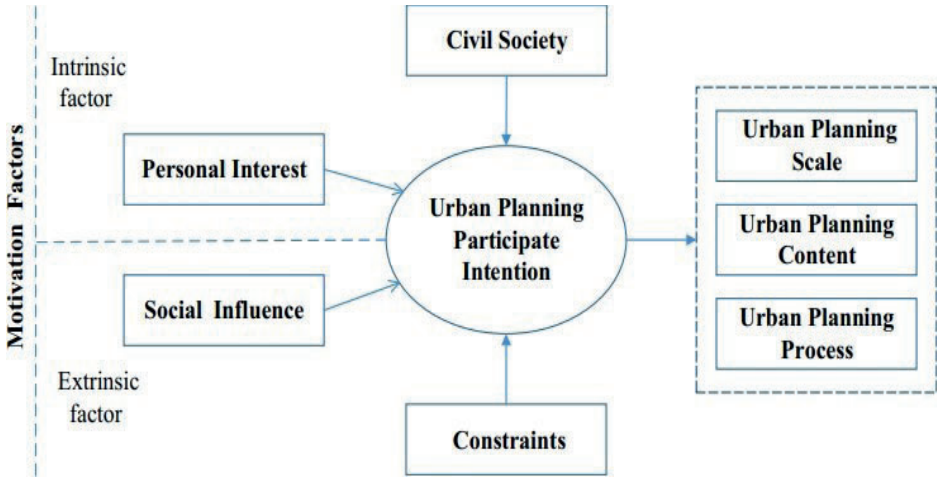 Civil Society
Intrinsic
factor
Motivation Factors
Personal Interest
Urban Planning
Participate
Intention
Social Influence
Extrinsic
factor
Constraints
Urban Planning
Scale
Urban Planning
Content
Urban Planning
Process